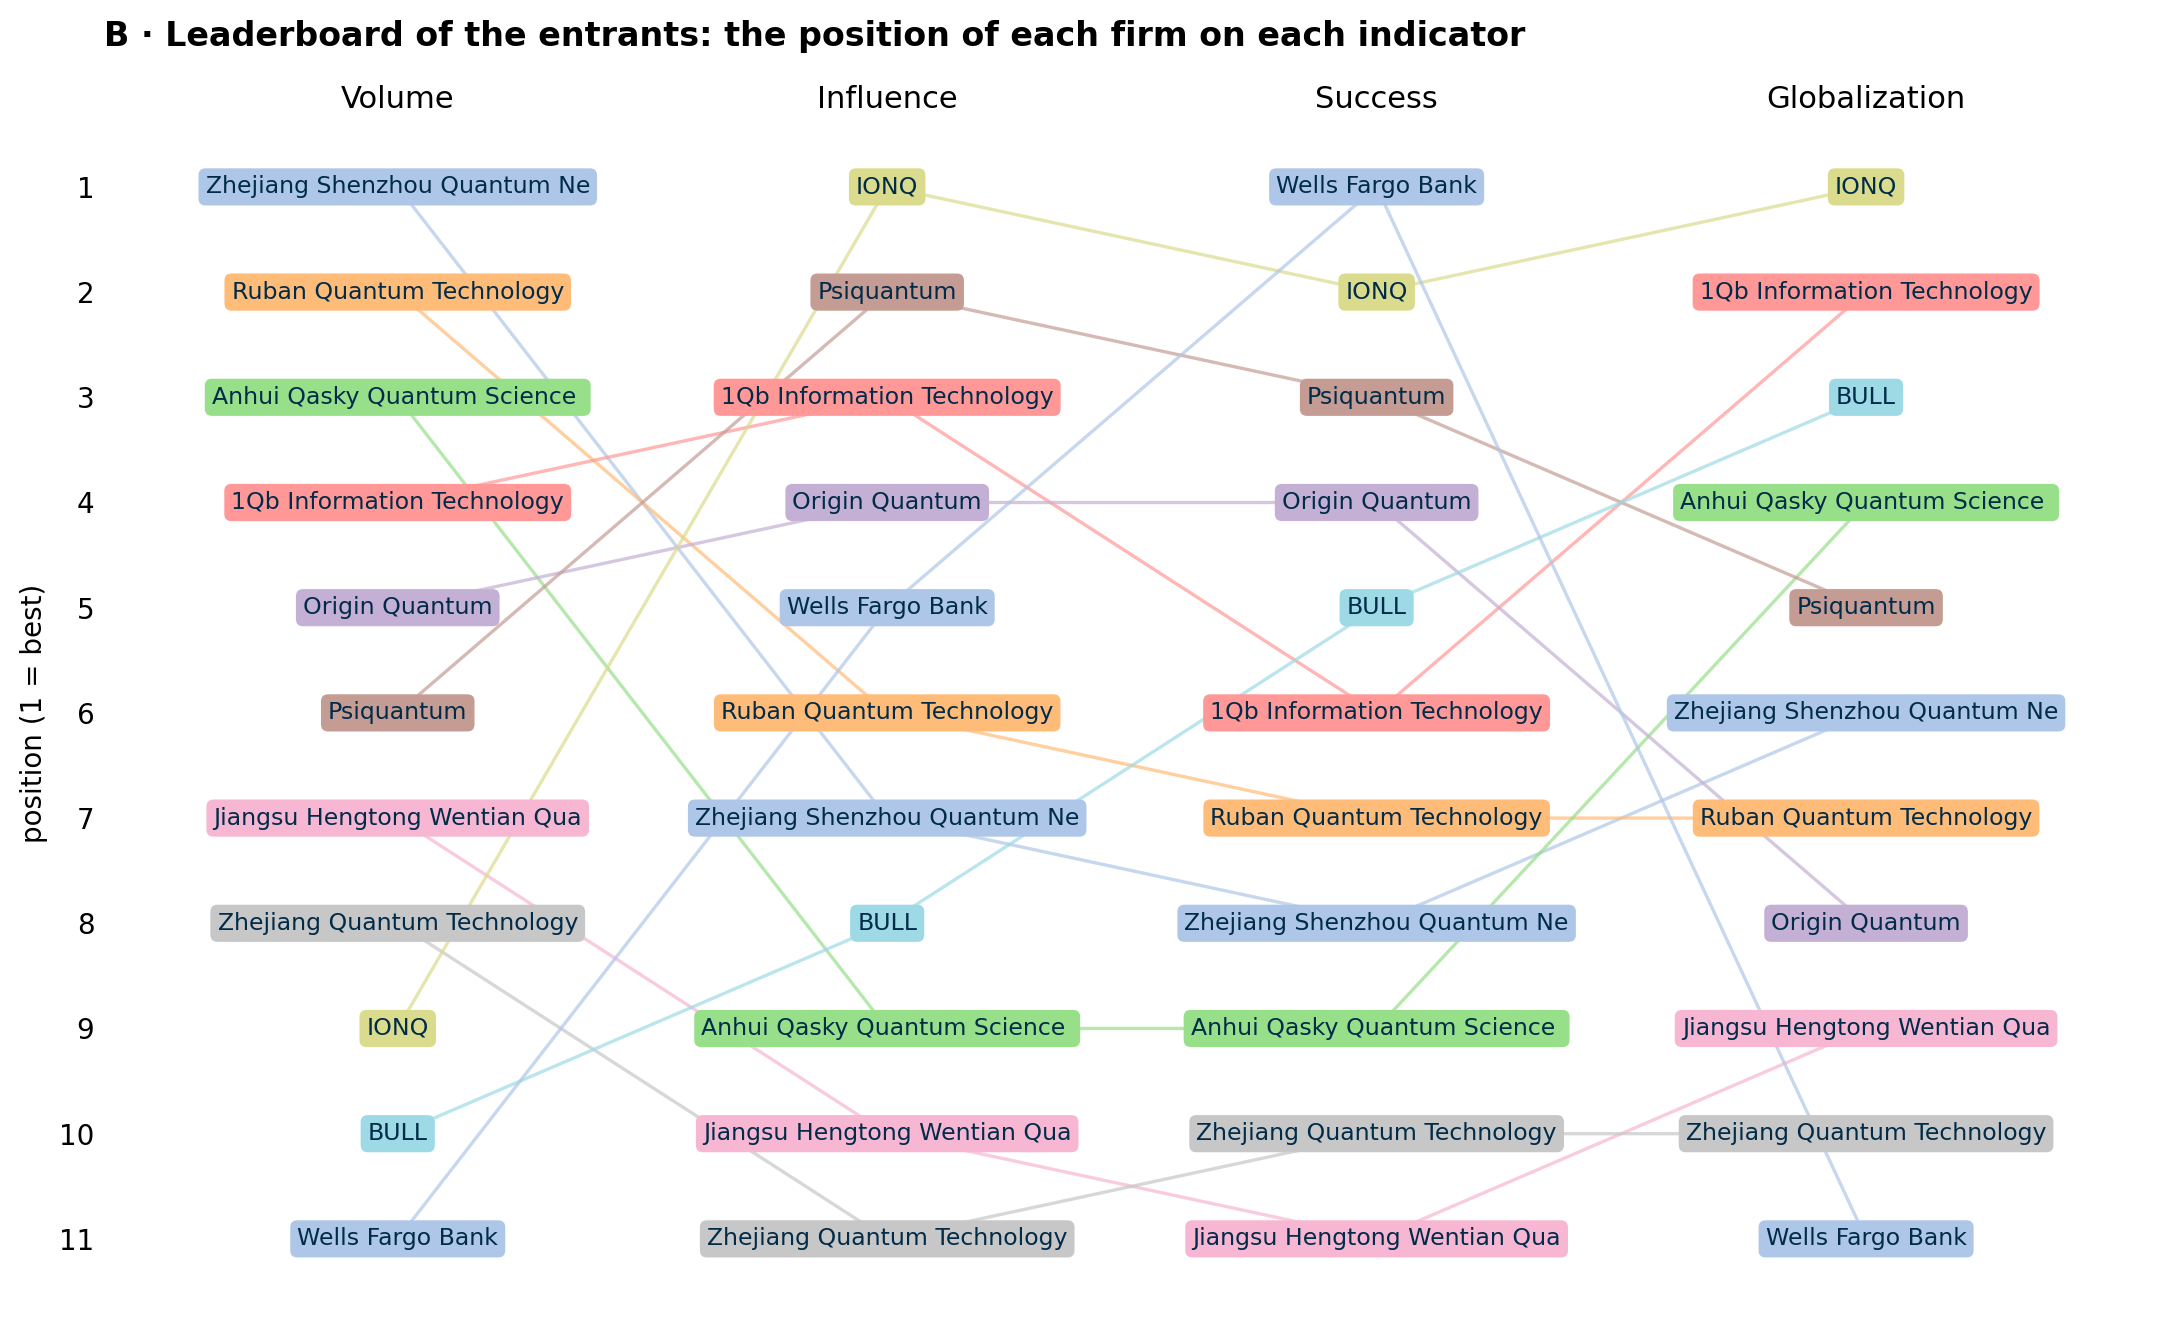 B · Leaderboard of the entrants: the position of each firm on each indicator
Volume Influence Success Globalization
position (1 = best)
1 Zhejiang Shenzhou Quantum Ne IONQ Wells Fargo Bank IONQ
2 Ruban Quantum Technology Psiquantum IONQ 1Qb Information Technology
3 Anhui Qasky Quantum Science 1Qb Information Technology Psiquantum BULL
4 1Qb Information Technology Origin Quantum Origin Quantum Anhui Qasky Quantum Science
5 Origin Quantum Wells Fargo Bank BULL Psiquantum
6 Psiquantum Ruban Quantum Technology 1Qb Information Technology Zhejiang Shenzhou Quantum Ne
7 Jiangsu Hengtong Wentian Qua Zhejiang Shenzhou Quantum Ne Ruban Quantum Technology Ruban Quantum Technology
8 Zhejiang Quantum Technology BULL Zhejiang Shenzhou Quantum Ne Origin Quantum
9 IONQ Anhui Qasky Quantum Science Anhui Qasky Quantum Science Jiangsu Hengtong Wentian Qua
10 BULL Jiangsu Hengtong Wentian Qua Zhejiang Quantum Technology Zhejiang Quantum Technology
11 Wells Fargo Bank Zhejiang Quantum Technology Jiangsu Hengtong Wentian Qua Wells Fargo Bank